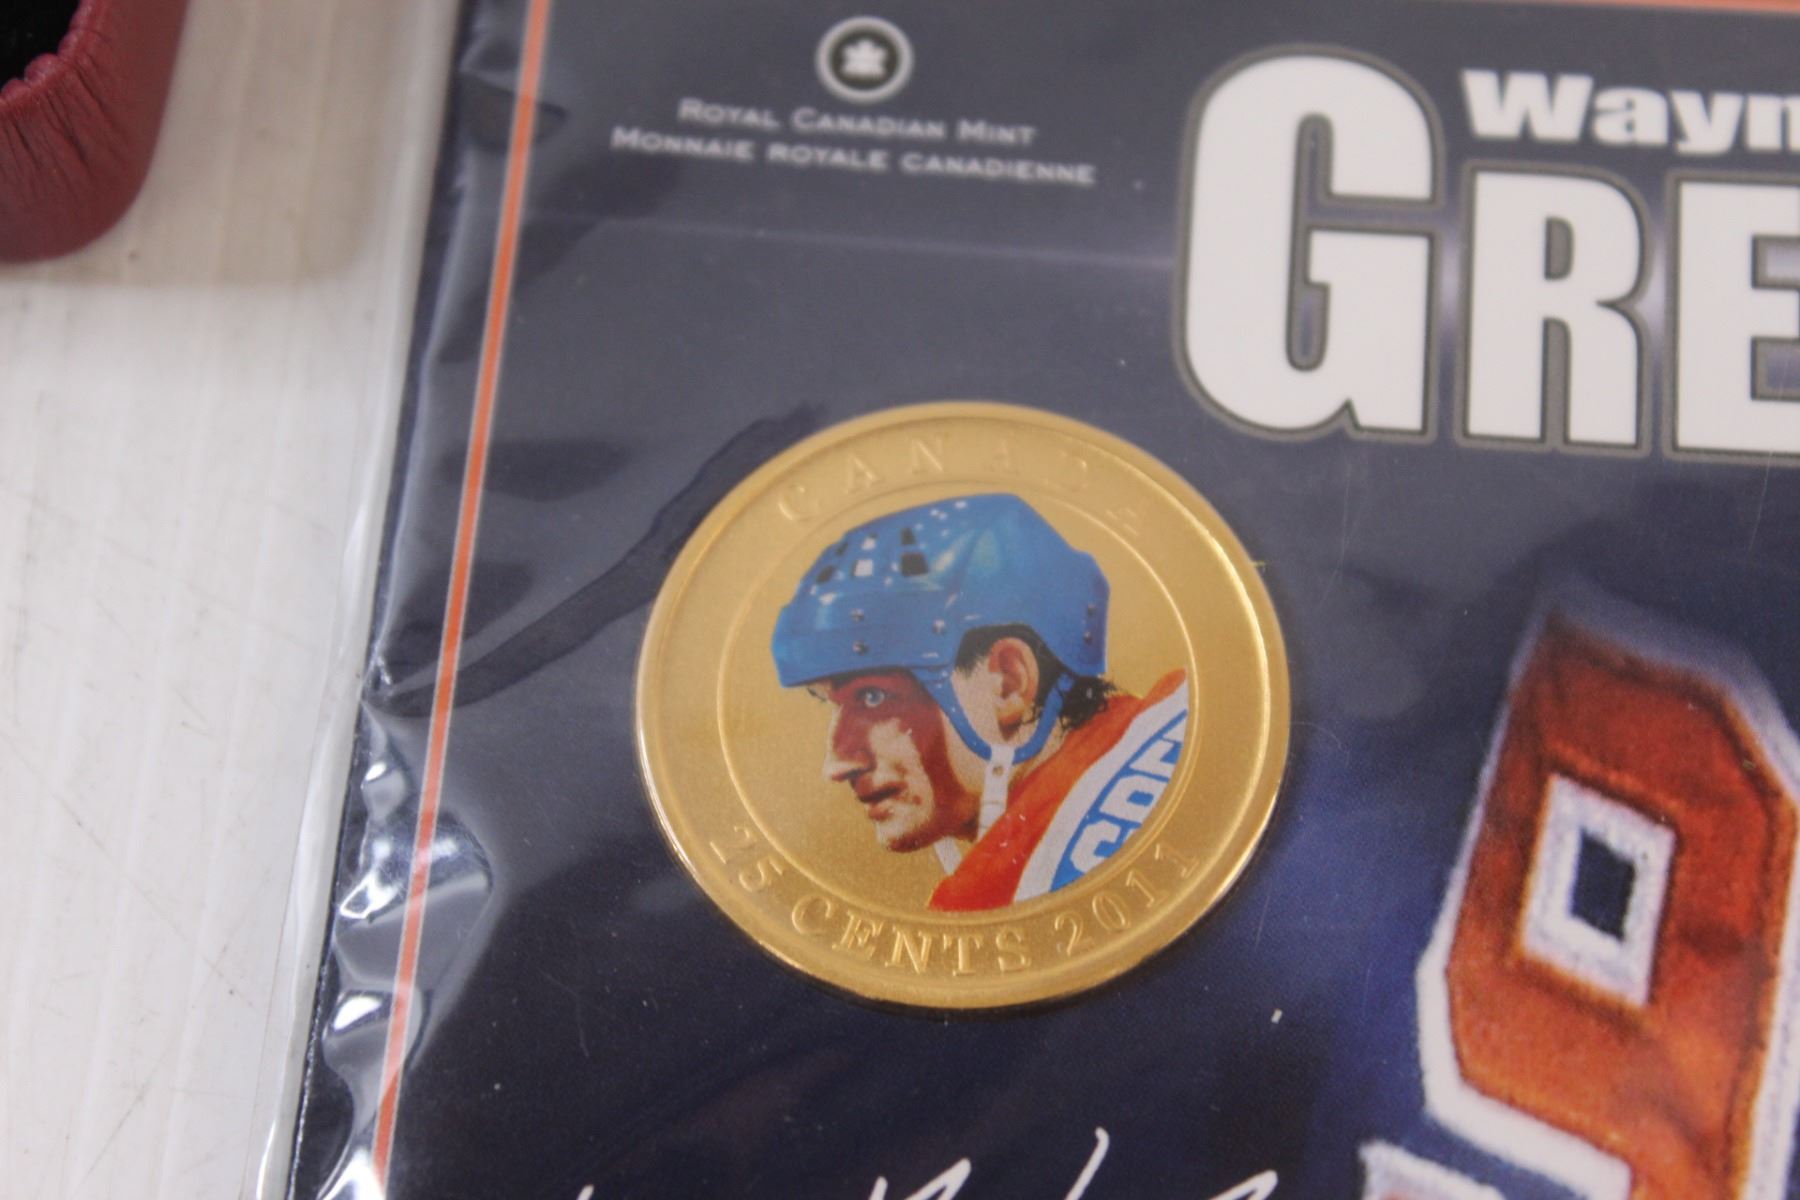 ROYAL CANADIAN MINT
MONNAIE ROYALE CANADIENNE
Wayn
GRE
CANADA
25 CENTS 2011